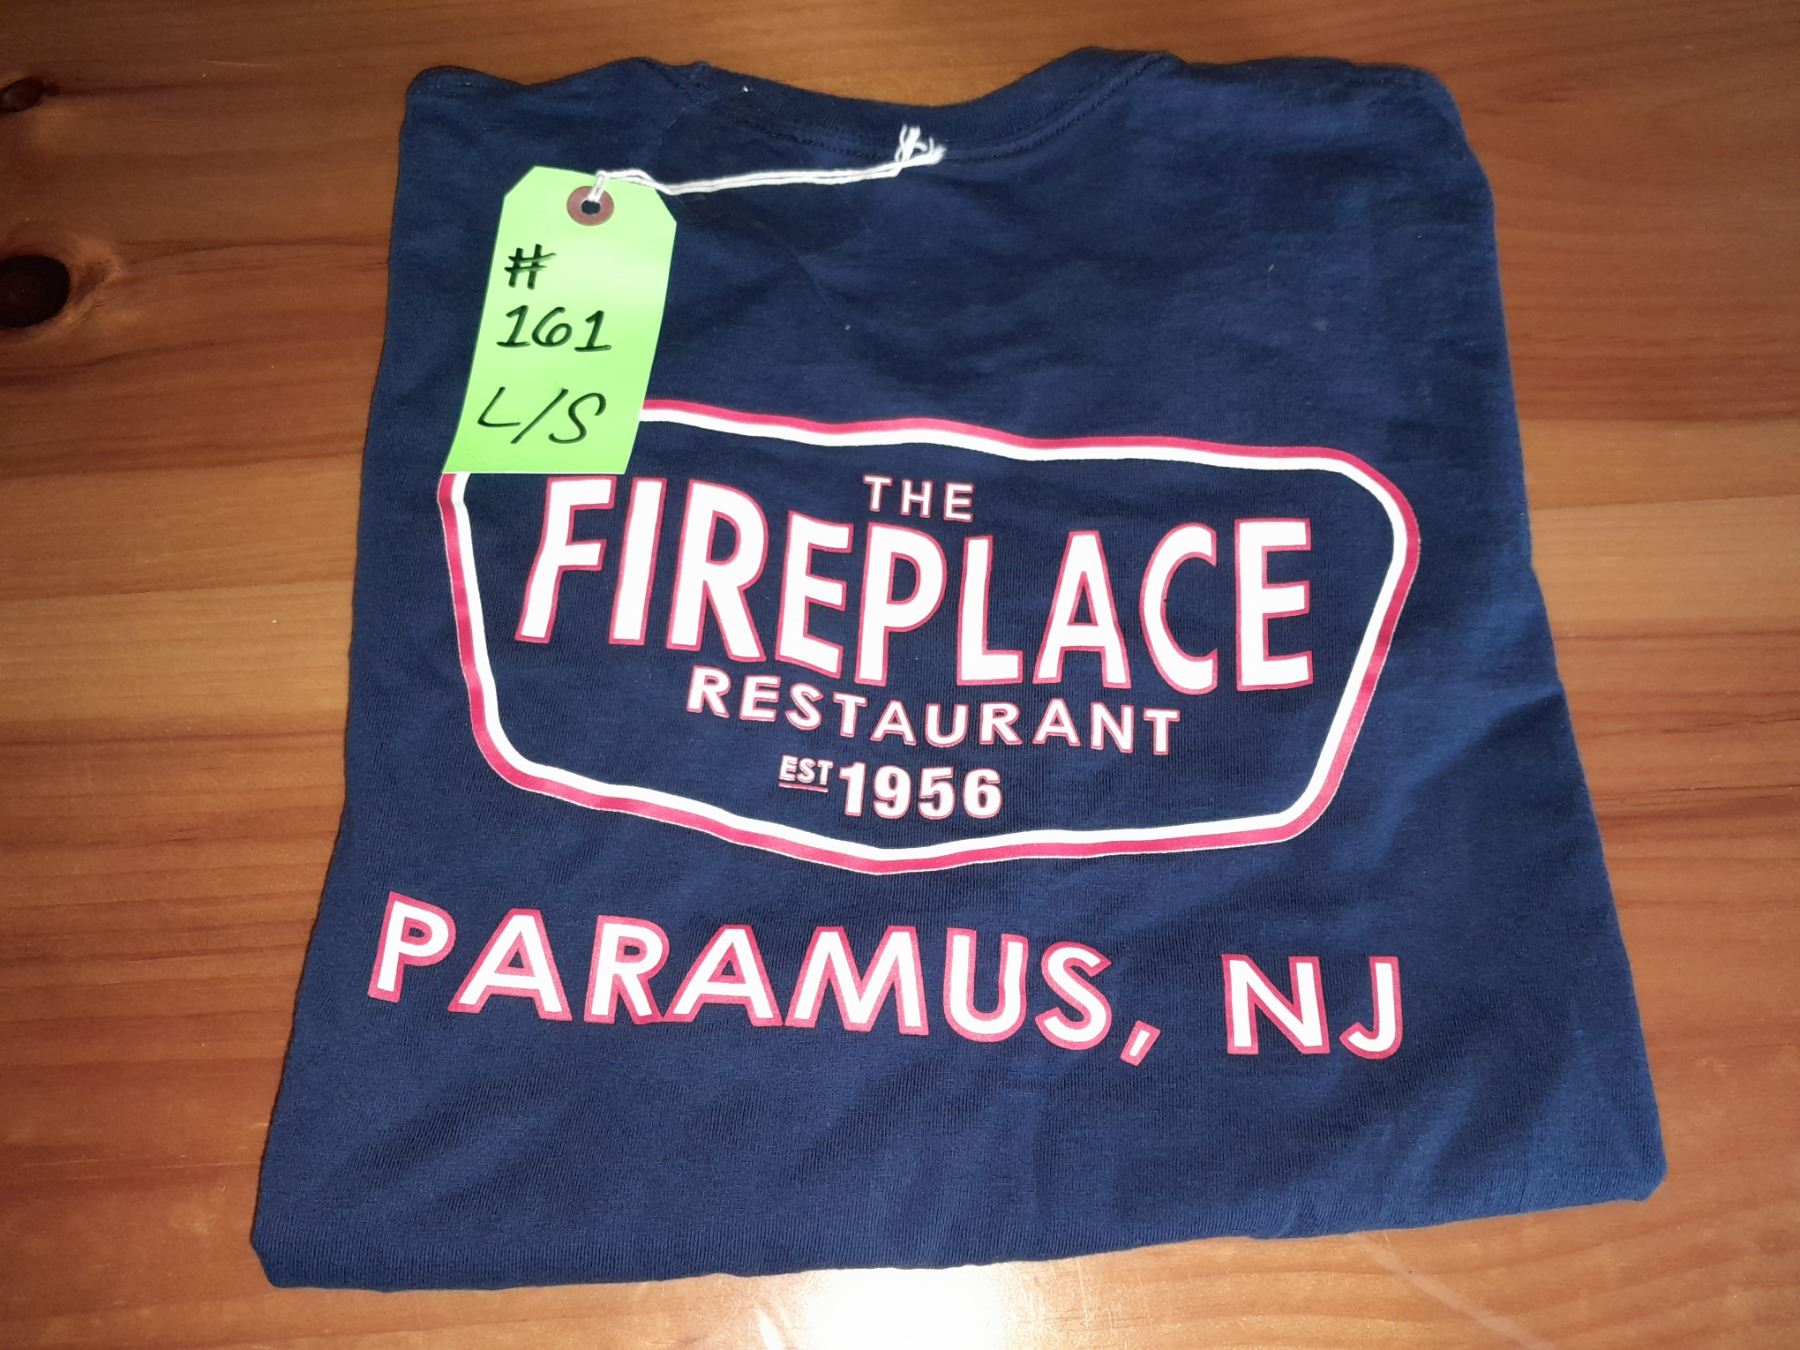 #
161
L/S
THE
FIREPLACE
RESTAURANT
EST 1956
PARAMUS, NJ